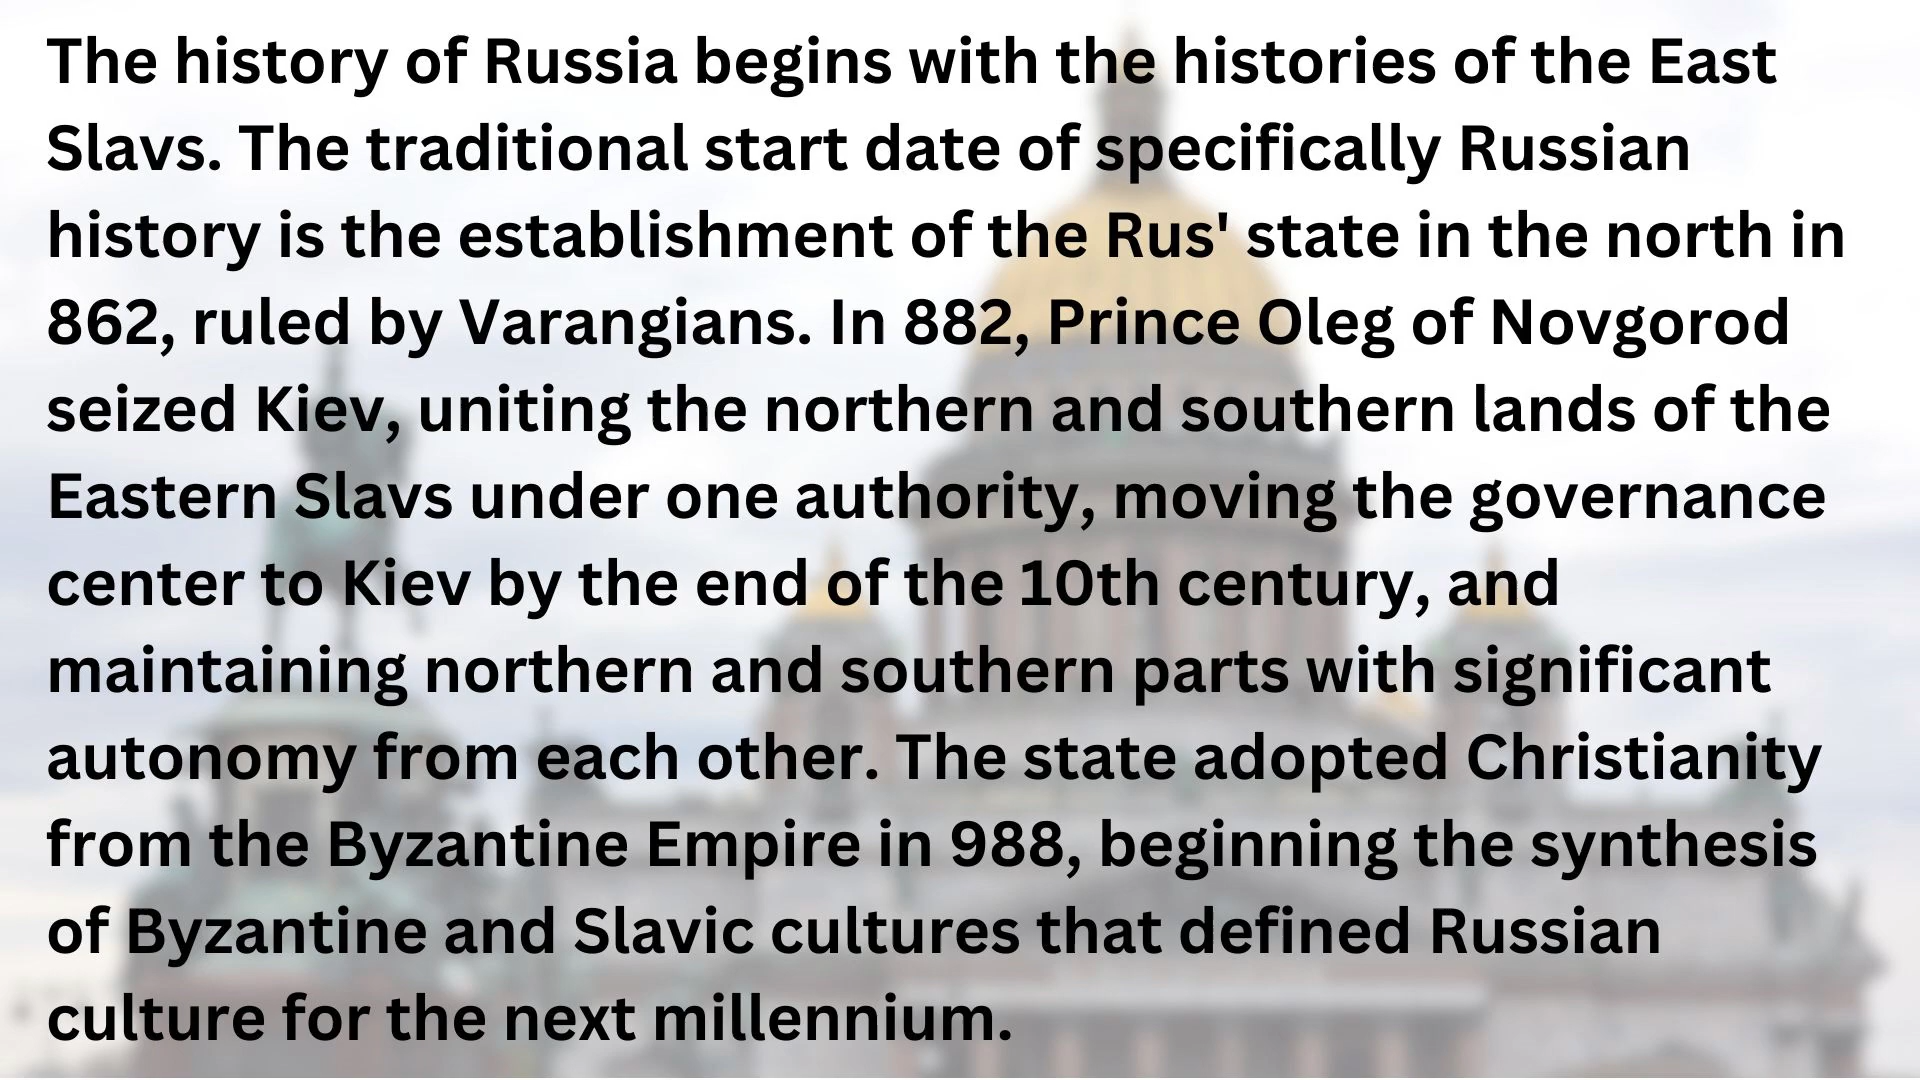 The history of Russia begins with the histories of the East
Slavs. The traditional start date of specifically Russian
history is the establishment of the Rus' state in the north in
862, ruled by Varangians. In 882, Prince Oleg of Novgorod
seized Kiev, uniting the northern and southern lands of the
Eastern Slavs under one authority, moving the governance
center to Kiev by the end of the 10th century, and
maintaining northern and southern parts with significant
autonomy from each other. The state adopted Christianity
from the Byzantine Empire in 988, beginning the synthesis
of Byzantine and Slavic cultures that defined Russian
culture for the next millennium.